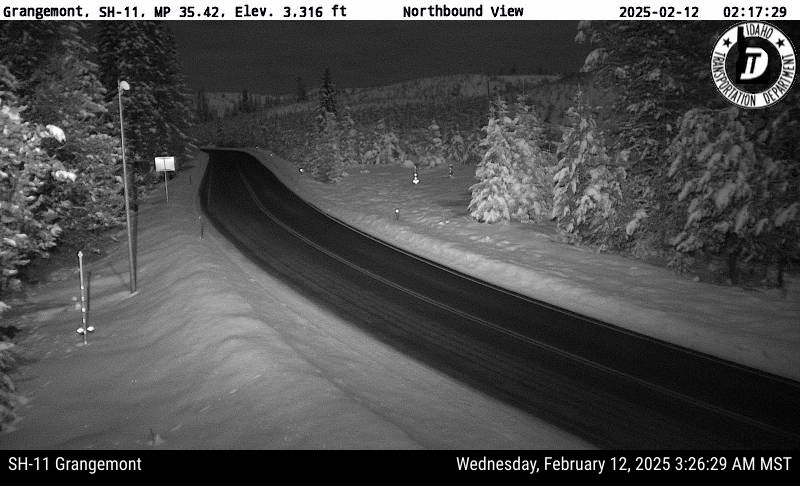 Grangemont, SH-11, MP 35.42, Elev. 3,316 ft Northbound View 2025-02-12 02:17:29
IDAHO
TRANSPORTATION DEPARTMENT
SH-11 Grangemont Wednesday, February 12, 2025 3:26:29 AM MST